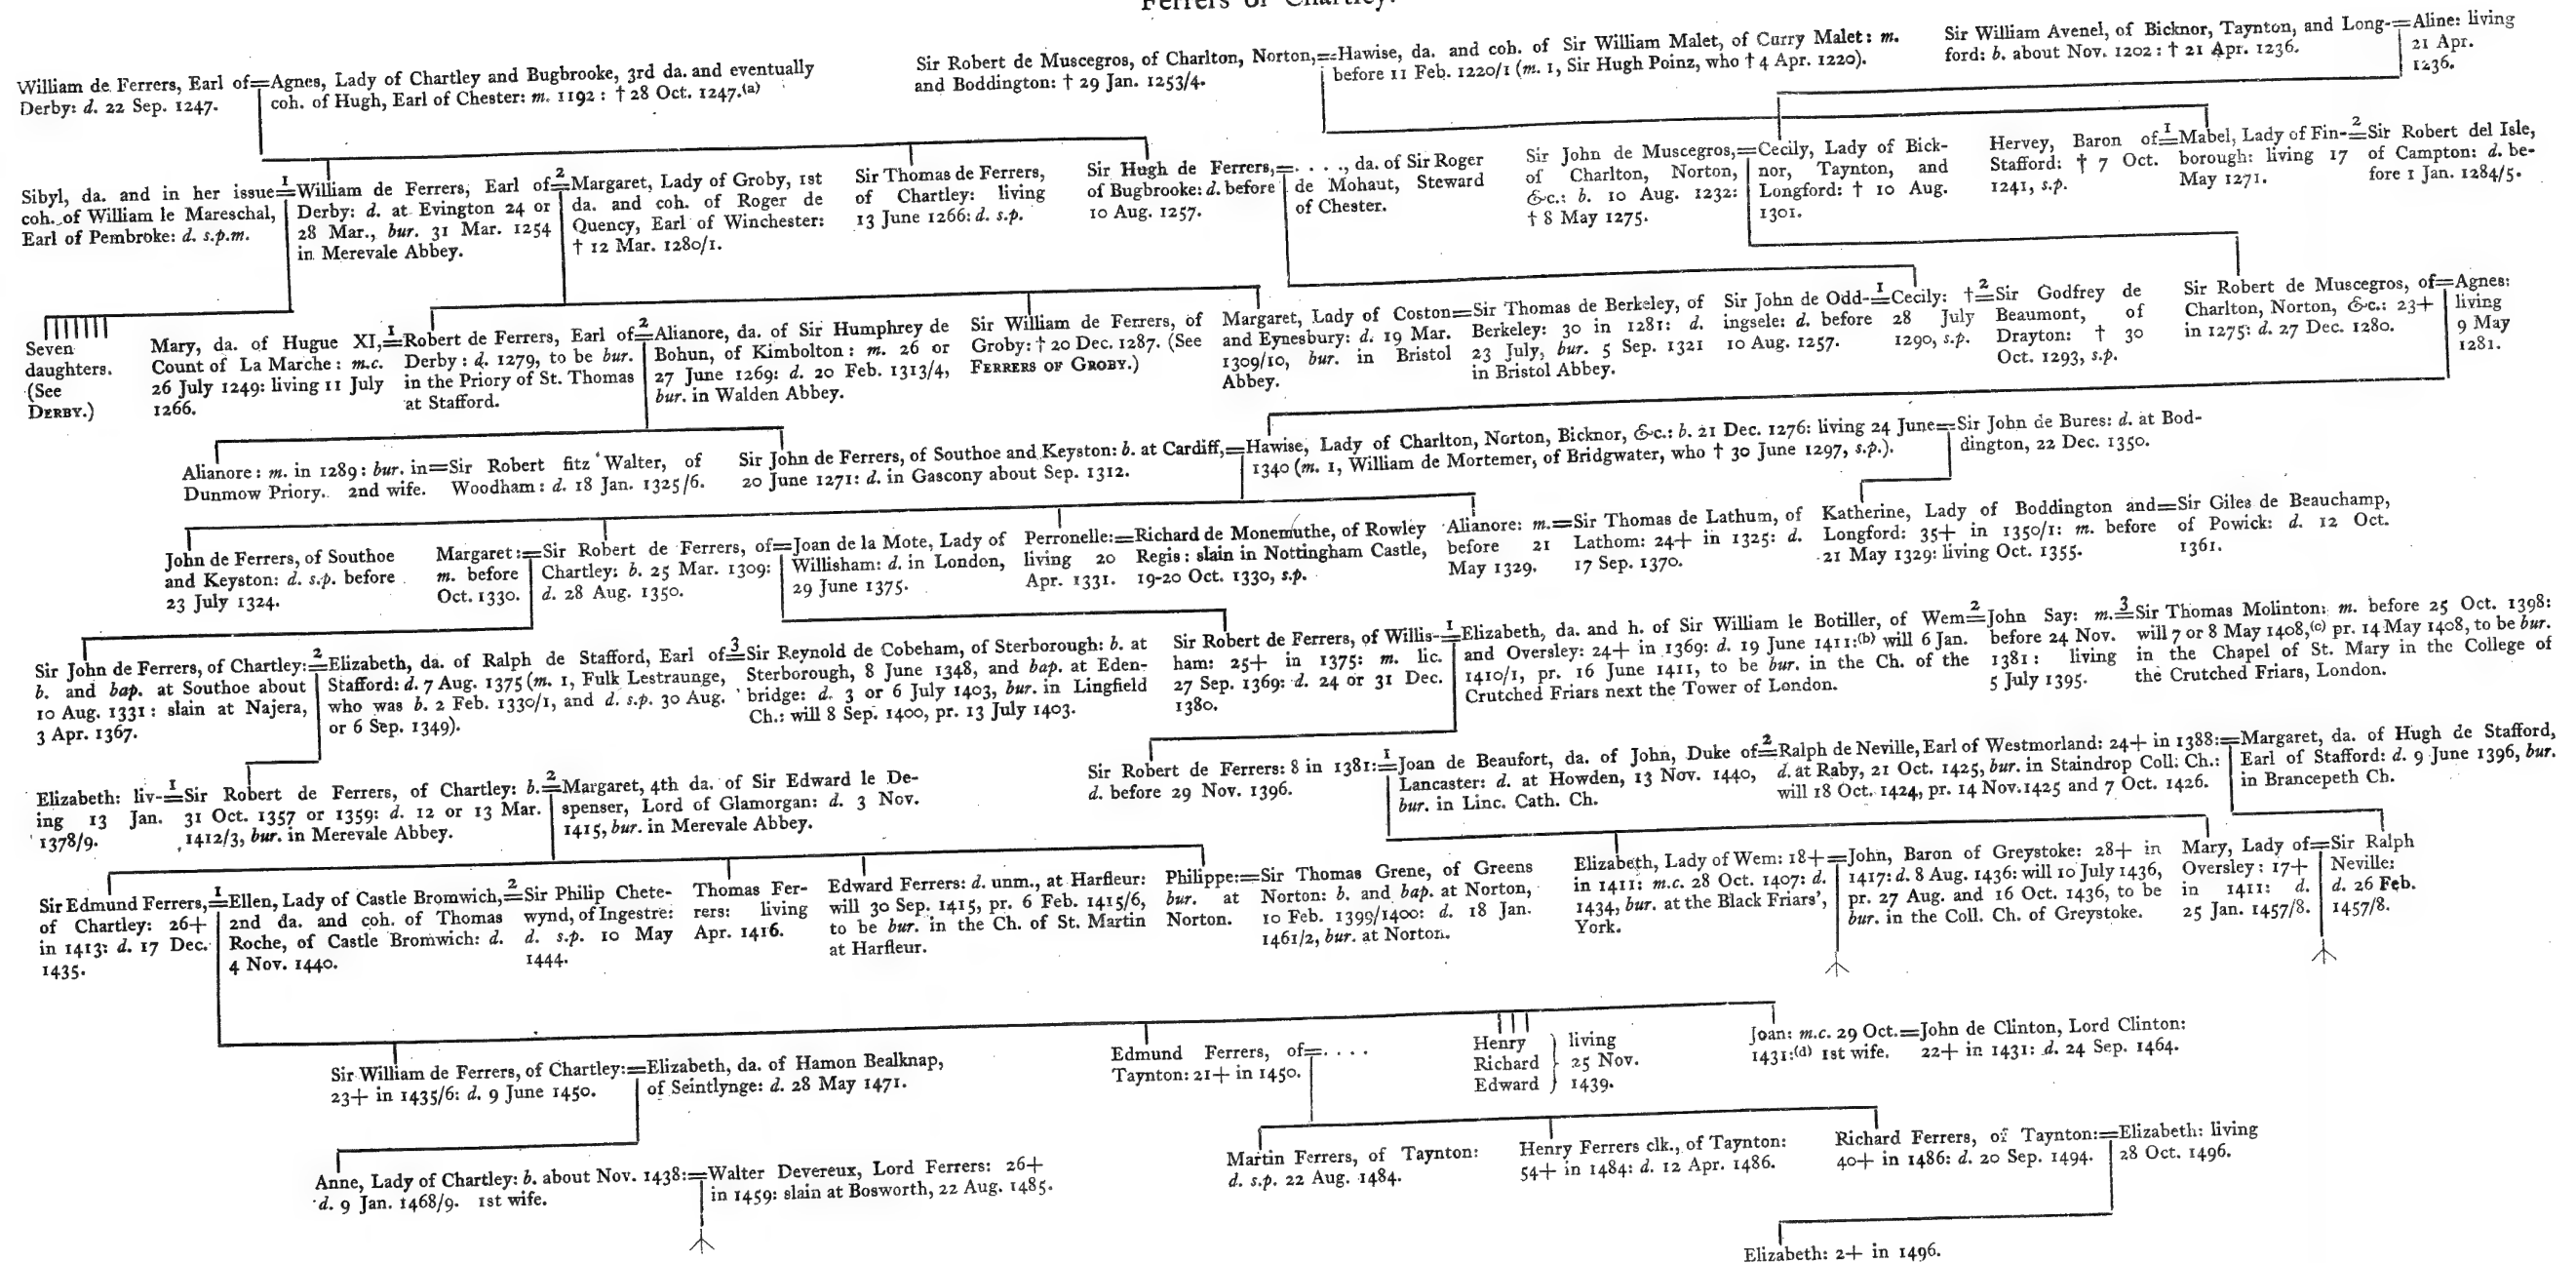 Ferrers of Chartley.
William de Ferrers, Earl of=Agnes, Lady of Chartley and Bugbrooke, 3rd da. and eventually
Derby: d. 22 Sep. 1247. coh. of Hugh, Earl of Chester: m. 1192: † 28 Oct. 1247.(a)
Sir Robert de Muscegros, of Charlton, Norton,=Hawise, da. and coh. of Sir William Malet, of Curry Malet: m.
and Boddington: † 29 Jan. 1253/4. before 11 Feb. 1220/1 (m. 1, Sir Hugh Poinz, who † 4 Apr. 1220).
Sir William Avenel, of Bicknor, Taynton, and Long-=Aline: living
ford: b. about Nov. 1202: † 21 Apr. 1236. 21 Apr.
1236.
Sibyl, da. and in her issue
coh. of William le Mareschal,
Earl of Pembroke: d. s.p.m.
1
=William de Ferrers, Earl of
Derby: d. at Evington 24 or
28 Mar., bur. 31 Mar. 1254
in Merevale Abbey.
2
=Margaret, Lady of Groby, 1st
da. and coh. of Roger de
Quency, Earl of Winchester:
† 12 Mar. 1280/1.
Sir Thomas de Ferrers,
of Chartley: living
13 June 1266: d. s.p.
Sir Hugh de Ferrers,
of Bugbrooke: d. before
10 Aug. 1257.
=. . . ., da. of Sir Roger
de Mohaut, Steward
of Chester.
Sir John de Muscegros,
of Charlton, Norton,
&c.: b. 10 Aug. 1232:
† 8 May 1275.
=Cecily, Lady of Bick-
nor, Taynton, and
Longford: † 10 Aug.
1301.
Hervey, Baron of
Stafford: † 7 Oct.
1241, s.p.
1
=Mabel, Lady of Fin-
borough: living 17
May 1271.
2
=Sir Robert del Isle,
of Campton: d. be-
fore 1 Jan. 1284/5.
Seven
daughters.
(See
DERBY.)
Mary, da. of Hugue XI,
Count of La Marche: m.c.
26 July 1249: living 11 July
1266.
1
=Robert de Ferrers, Earl of
Derby: d. 1279, to be bur.
in the Priory of St. Thomas
at Stafford.
2
=Alianore, da. of Sir Humphrey de
Bohun, of Kimbolton: m. 26 or
27 June 1269: d. 20 Feb. 1313/4,
bur. in Walden Abbey.
Sir William de Ferrers, of
Groby: † 20 Dec. 1287. (See
FERRERS OF GROBY.)
Margaret, Lady of Coston
and Eynesbury: d. 19 Mar.
1309/10, bur. in Bristol
Abbey.
=Sir Thomas de Berkeley, of
Berkeley: 30 in 1281: d.
23 July, bur. 5 Sep. 1321
in Bristol Abbey.
Sir John de Odd-
ingsele: d. before
10 Aug. 1257.
1
=Cecily: †
28 July
1290, s.p.
2
=Sir Godfrey de
Beaumont, of
Drayton: † 30
Oct. 1293, s.p.
Sir Robert de Muscegros, of
Charlton, Norton, &c.: 23+
in 1275: d. 27 Dec. 1280.
=Agnes:
living
9 May
1281.
Alianore: m. in 1289: bur. in
Dunmow Priory. 2nd wife.
=Sir Robert fitz Walter, of
Woodham: d. 18 Jan. 1325/6.
Sir John de Ferrers, of Southoe and Keyston: b. at Cardiff,
20 June 1271: d. in Gascony about Sep. 1312.
=Hawise, Lady of Charlton, Norton, Bicknor, &c.: b. 21 Dec. 1276: living 24 June
1340 (m. 1, William de Mortemer, of Bridgwater, who † 30 June 1297, s.p.).
=Sir John de Bures: d. at Bod-
dington, 22 Dec. 1350.
John de Ferrers, of Southoe
and Keyston: d. s.p. before
23 July 1324.
Margaret:
m. before
Oct. 1330.
=Sir Robert de Ferrers, of
Chartley: b. 25 Mar. 1309:
d. 28 Aug. 1350.
=Joan de la Mote, Lady of
Willisham: d. in London,
29 June 1375.
Perronelle:
living 20
Apr. 1331.
=Richard de Monemuthe, of Rowley
Regis: slain in Nottingham Castle,
19-20 Oct. 1330, s.p.
Alianore: m.
before 21
May 1329.
=Sir Thomas de Lathum, of
Lathom: 24+ in 1325: d.
17 Sep. 1370.
Katherine, Lady of Boddington and
Longford: 35+ in 1350/1: m. before
21 May 1329: living Oct. 1355.
=Sir Giles de Beauchamp,
of Powick: d. 12 Oct.
1361.
Sir John de Ferrers, of Chartley:
b. and bap. at Southoe about
10 Aug. 1331: slain at Najera,
3 Apr. 1367.
2
=Elizabeth, da. of Ralph de Stafford, Earl of
Stafford: d. 7 Aug. 1375 (m. 1, Fulk Lestraunge,
who was b. 2 Feb. 1330/1, and d. s.p. 30 Aug.
or 6 Sep. 1349).
3
=Sir Reynold de Cobeham, of Sterborough: b. at
Sterborough, 8 June 1348, and bap. at Eden-
bridge: d. 3 or 6 July 1403, bur. in Lingfield
Ch.: will 8 Sep. 1400, pr. 13 July 1403.
Sir Robert de Ferrers, of Willis-
ham: 25+ in 1375: m. lic.
27 Sep. 1369: d. 24 or 31 Dec.
1380.
1
=Elizabeth, da. and h. of Sir William le Botiller, of Wem
and Oversley: 24+ in 1369: d. 19 June 1411:(b) will 6 Jan.
1410/1, pr. 16 June 1411, to be bur. in the Ch. of the
Crutched Friars next the Tower of London.
2
=John Say: m.
before 24 Nov.
1381: living
5 July 1395.
3
=Sir Thomas Molinton: m. before 25 Oct. 1398:
will 7 or 8 May 1408,(c) pr. 14 May 1408, to be bur.
in the Chapel of St. Mary in the College of
the Crutched Friars, London.
Elizabeth: liv-
ing 13 Jan.
1378/9.
1
=Sir Robert de Ferrers, of Chartley: b.
31 Oct. 1357 or 1359: d. 12 or 13 Mar.
1412/3, bur. in Merevale Abbey.
2
=Margaret, 4th da. of Sir Edward le De-
spenser, Lord of Glamorgan: d. 3 Nov.
1415, bur. in Merevale Abbey.
Sir Robert de Ferrers: 8 in 1381:
d. before 29 Nov. 1396.
1
=Joan de Beaufort, da. of John, Duke of
Lancaster: d. at Howden, 13 Nov. 1440,
bur. in Linc. Cath. Ch.
2
=Ralph de Neville, Earl of Westmorland: 24+ in 1388:
d. at Raby, 21 Oct. 1425, bur. in Staindrop Coll. Ch.:
will 18 Oct. 1424, pr. 14 Nov. 1425 and 7 Oct. 1426.
=Margaret, da. of Hugh de Stafford,
Earl of Stafford: d. 9 June 1396, bur.
in Brancepeth Ch.
Sir Edmund Ferrers,
of Chartley: 26+
in 1413: d. 17 Dec.
1435.
1
=Ellen, Lady of Castle Bromwich,
2nd da. and coh. of Thomas
Roche, of Castle Bromwich: d.
4 Nov. 1440.
2
=Sir Philip Chete-
wynd, of Ingestre:
d. s.p. 10 May
1444.
Thomas Fer-
rers: living
Apr. 1416.
Edward Ferrers: d. unm., at Harfleur:
will 30 Sep. 1415, pr. 6 Feb. 1415/6,
to be bur. in the Ch. of St. Martin
at Harfleur.
Philippe:
bur. at
Norton.
=Sir Thomas Grene, of Greens
Norton: b. and bap. at Norton,
10 Feb. 1399/1400: d. 18 Jan.
1461/2, bur. at Norton.
Elizabeth, Lady of Wem: 18+
in 1411: m.c. 28 Oct. 1407: d.
1434, bur. at the Black Friars',
York.
=John, Baron of Greystoke: 28+ in
1417: d. 8 Aug. 1436: will 10 July 1436,
pr. 27 Aug. and 16 Oct. 1436, to be
bur. in the Coll. Ch. of Greystoke.
Mary, Lady of
Oversley: 17+
in 1411: d.
25 Jan. 1457/8.
=Sir Ralph
Neville:
d. 26 Feb.
1457/8.
Sir William de Ferrers, of Chartley:
23+ in 1435/6: d. 9 June 1450.
=Elizabeth, da. of Hamon Bealknap,
of Seintlynge: d. 28 May 1471.
Edmund Ferrers, of
Taynton: 21+ in 1450.
=. . . .
Henry
Richard
Edward
living
25 Nov.
1439.
Joan: m.c. 29 Oct.
1431:(d) 1st wife.
=John de Clinton, Lord Clinton:
22+ in 1431: d. 24 Sep. 1464.
Anne, Lady of Chartley: b. about Nov. 1438:
d. 9 Jan. 1468/9. 1st wife.
=Walter Devereux, Lord Ferrers: 26+
in 1459: slain at Bosworth, 22 Aug. 1485.
Martin Ferrers, of Taynton:
d. s.p. 22 Aug. 1484.
Henry Ferrers clk., of Taynton:
54+ in 1484: d. 12 Apr. 1486.
Richard Ferrers, of Taynton:
40+ in 1486: d. 20 Sep. 1494.
=Elizabeth: living
28 Oct. 1496.
Elizabeth: 2+ in 1496.